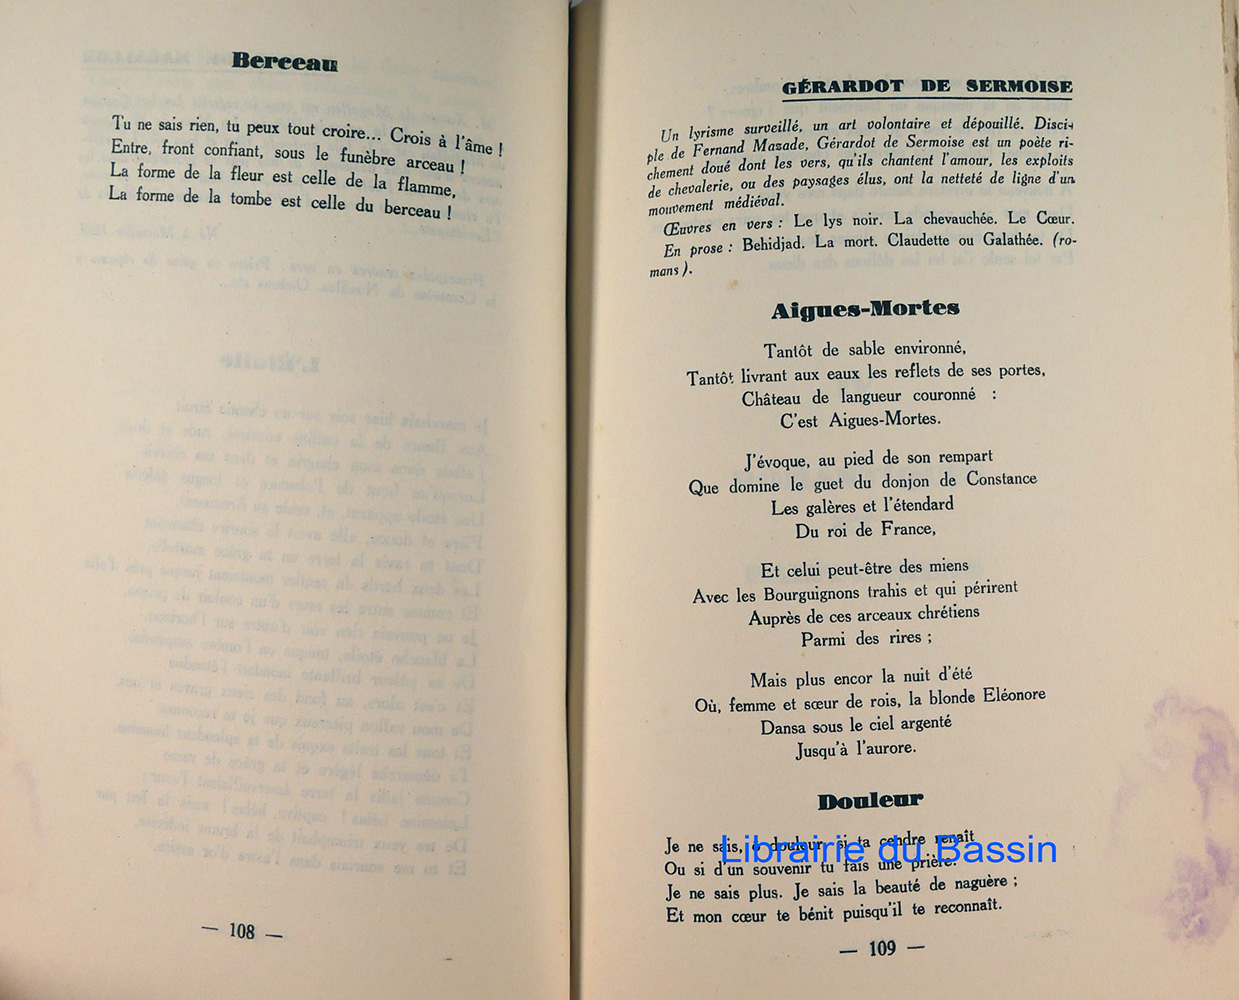 Berceau
Tu ne sais rien, tu peux tout croire... Crois à l'âme !
Entre, front confiant, sous le funèbre arceau !
La forme de la fleur est celle de la flamme,
La forme de la tombe est celle du berceau !
— 108 —
GÉRARDOT DE SERMOISE
Un lyrisme surveillé, un art volontaire et dépouillé. Disci-
ple de Fernand Mazade, Gérardot de Sermoise est un poète ri-
chement doué dont les vers, qu'ils chantent l'amour, les exploits
de chevalerie, ou des paysages élus, ont la netteté de ligne d'un
mouvement médiéval.
Œuvres en vers : Le lys noir. La chevauchée. Le Cœur.
En prose : Behidjad. La mort. Claudette ou Galathée. (ro-
mans).
Aigues-Mortes
Tantôt de sable environné,
Tantôt livrant aux eaux les reflets de ses portes,
Château de langueur couronné :
C'est Aigues-Mortes.
J'évoque, au pied de son rempart
Que domine le guet du donjon de Constance
Les galères et l'étendard
Du roi de France,
Et celui peut-être des miens
Avec les Bourguignons trahis et qui périrent
Auprès de ces arceaux chrétiens
Parmi des rires ;
Mais plus encor la nuit d'été
Où, femme et sœur de rois, la blonde Eléonore
Dansa sous le ciel argenté
Jusqu'à l'aurore.
Douleur
Je ne sais, ô douleur, si ta cendre renaît
Librairie du Bassin
Ou si d'un souvenir tu fais une prière.
Je ne sais plus. Je sais la beauté de naguère ;
Et mon cœur te bénit puisqu'il te reconnaît.
— 109 —